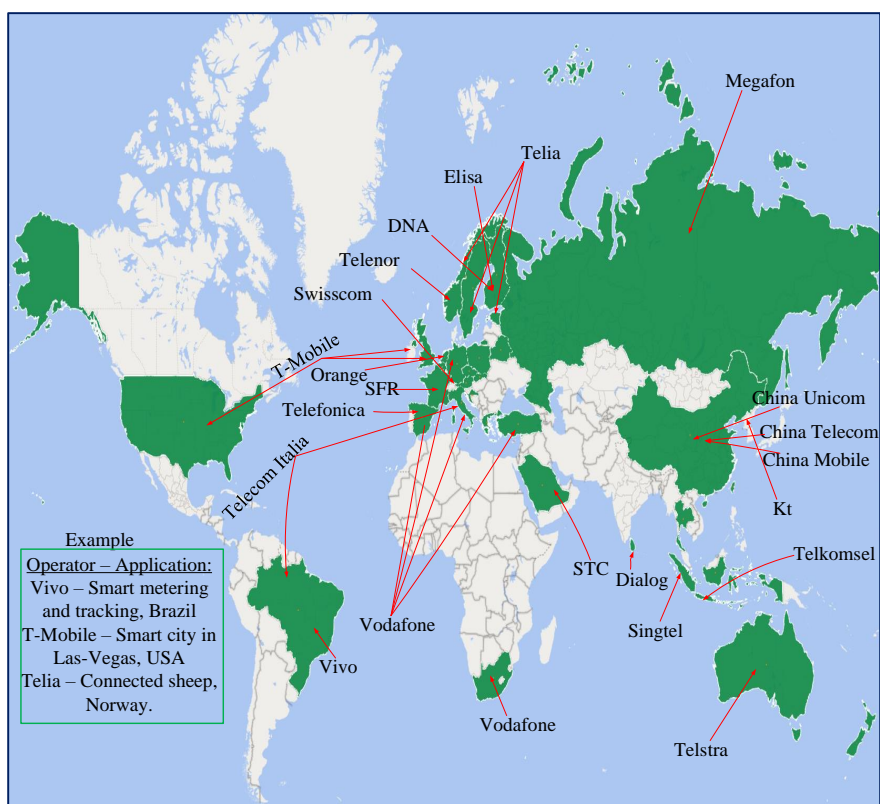 Megafon
Telia
Elisa
DNA
Telenor
Swisscom
T-Mobile
Orange
SFR
Telefonica
China Unicom
China Telecom
China Mobile
Kt
Telecom Italia
STC
Dialog
Telkomsel
Singtel
Vodafone
Vivo
Vodafone
Telstra
Example
Operator – Application:
Vivo – Smart metering
and tracking, Brazil
T-Mobile – Smart city in
Las-Vegas, USA
Telia – Connected sheep,
Norway.